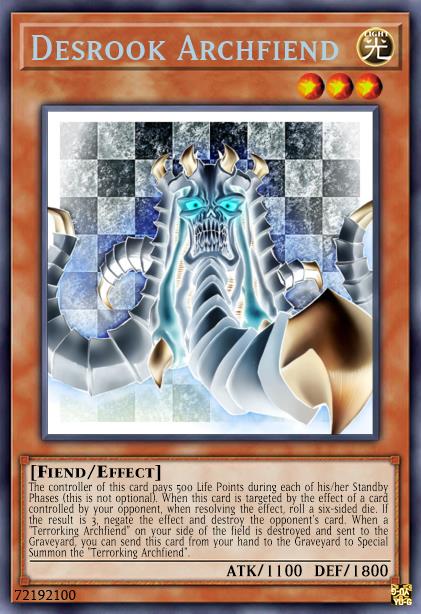 Desrook Archfiend
LIGHT
光
[Fiend/Effect]
The controller of this card pays 500 Life Points during each of his/her Standby
Phases (this is not optional). When this card is targeted by the effect of a card
controlled by your opponent, when resolving the effect, roll a six-sided die. If
the result is 3, negate the effect and destroy the opponent's card. When a
"Terrorking Archfiend" on your side of the field is destroyed and sent to the
Graveyard, you can send this card from your hand to the Graveyard to Special
Summon the "Terrorking Archfiend".
ATK/1100 DEF/1800
72192100